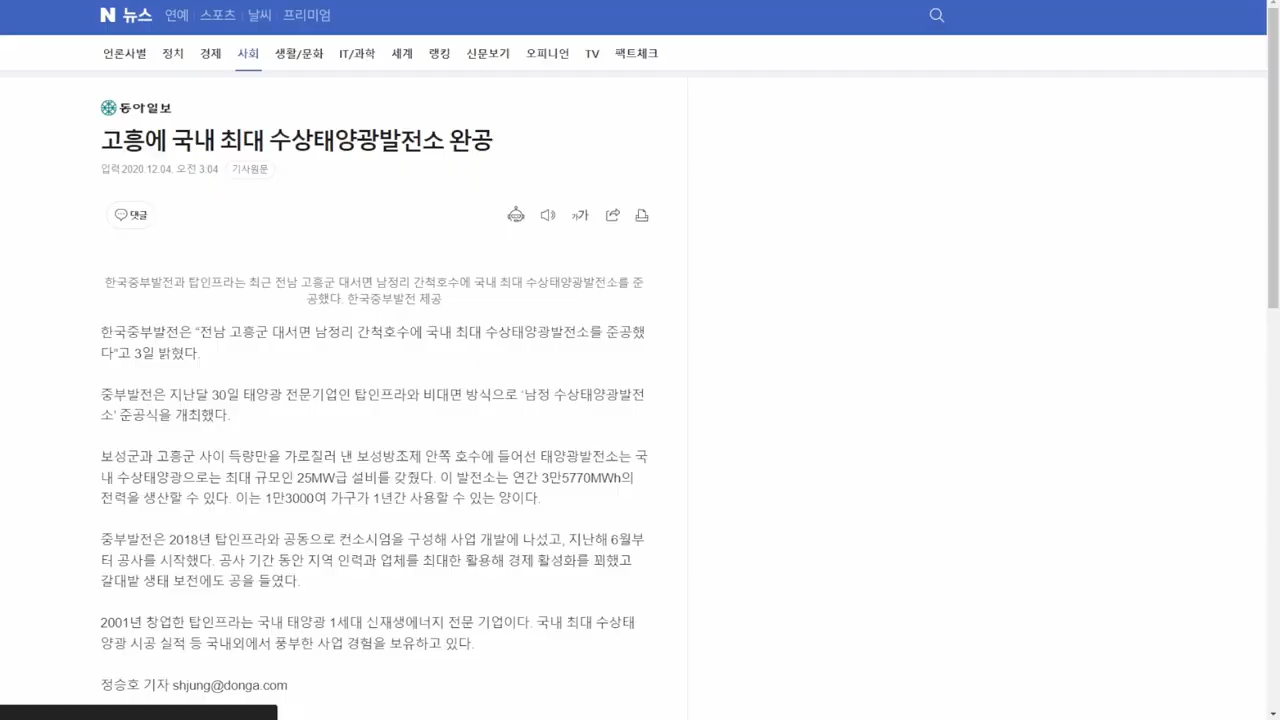 N 뉴스 연예 스포츠 날씨 프리미엄
언론사별 정치 경제 사회 생활/문화 IT/과학 세계 랭킹 신문보기 오피니언 TV 팩트체크
동아일보
고흥에 국내 최대 수상태양광발전소 완공
입력 2020.12.04. 오전 3:04 기사원문
댓글
가가
한국중부발전과 탑인프라는 최근 전남 고흥군 대서면 남정리 간척호수에 국내 최대 수상태양광발전소를 준
공했다. 한국중부발전 제공
한국중부발전은 “전남 고흥군 대서면 남정리 간척호수에 국내 최대 수상태양광발전소를 준공했
다”고 3일 밝혔다.
중부발전은 지난달 30일 태양광 전문기업인 탑인프라와 비대면 방식으로 ‘남정 수상태양광발전
소’ 준공식을 개최했다.
보성군과 고흥군 사이 득량만을 가로질러 낸 보성방조제 안쪽 호수에 들어선 태양광발전소는 국
내 수상태양광으로는 최대 규모인 25MW급 설비를 갖췄다. 이 발전소는 연간 3만5770MWh의
전력을 생산할 수 있다. 이는 1만3000여 가구가 1년간 사용할 수 있는 양이다.
중부발전은 2018년 탑인프라와 공동으로 컨소시엄을 구성해 사업 개발에 나섰고, 지난해 6월부
터 공사를 시작했다. 공사 기간 동안 지역 인력과 업체를 최대한 활용해 경제 활성화를 꾀했고
갈대밭 생태 보전에도 공을 들였다.
2001년 창업한 탑인프라는 국내 태양광 1세대 신재생에너지 전문 기업이다. 국내 최대 수상태
양광 시공 실적 등 국내외에서 풍부한 사업 경험을 보유하고 있다.
정승호 기자 shjung@donga.com